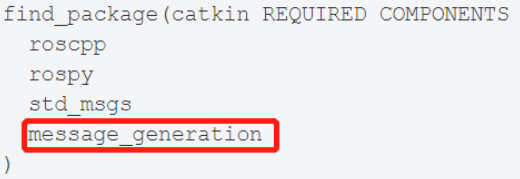 find_package(catkin REQUIRED COMPONENTS
roscpp
rospy
std_msgs
message_generation
)